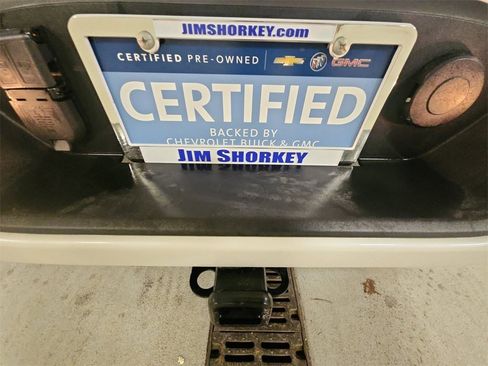 JIMSHORKEY.com
CERTIFIED PRE-OWNED | GMC
CERTIFIED
BACKED BY
CHEVROLET BUICK & GMC
JIM SHORKEY